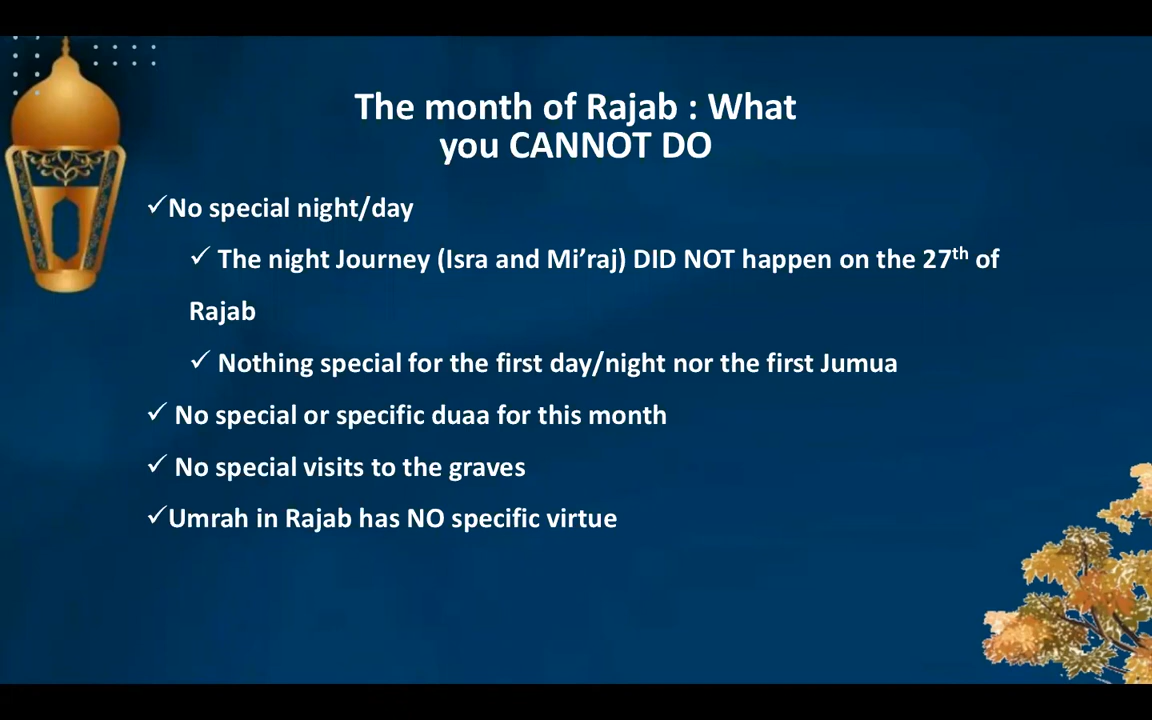 The month of Rajab : What
you CANNOT DO
✓No special night/day
✓ The night Journey (Isra and Mi’raj) DID NOT happen on the 27th of
Rajab
✓ Nothing special for the first day/night nor the first Jumua
✓ No special or specific duaa for this month
✓ No special visits to the graves
✓Umrah in Rajab has NO specific virtue